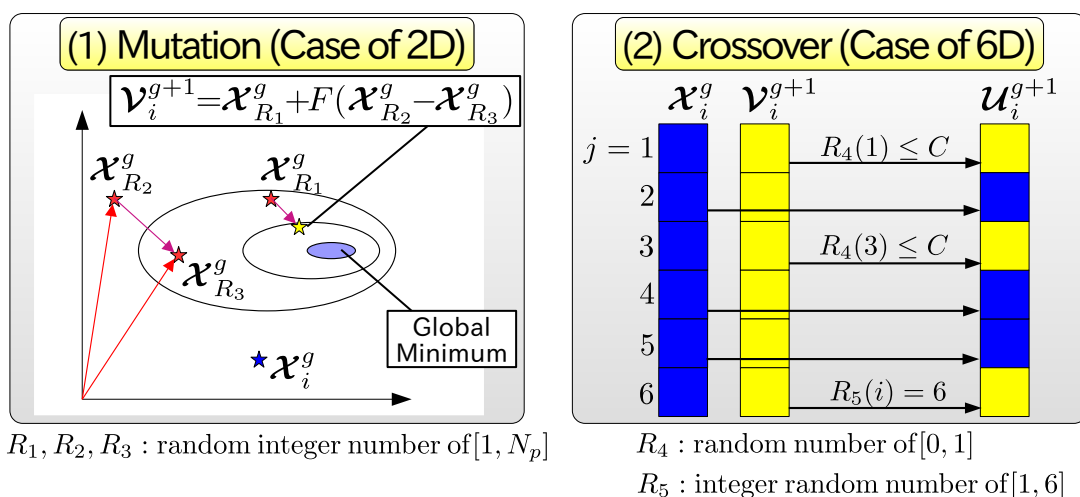 (1) Mutation (Case of 2D)
𝒱_i^{g+1}=𝒳_{R_1}^g+F(𝒳_{R_2}^g−𝒳_{R_3}^g)
𝒳_{R_2}^g
𝒳_{R_1}^g
𝒳_{R_3}^g
Global
Minimum
𝒳_i^g
R_1, R_2, R_3 : random integer number of[1, N_p]
(2) Crossover (Case of 6D)
𝒳_i^g 𝒱_i^{g+1} 𝒰_i^{g+1}
j = 1 R_4(1) ≤ C
2
3 R_4(3) ≤ C
4
5
6 R_5(i) = 6
R_4 : random number of[0, 1]
R_5 : integer random number of[1, 6]